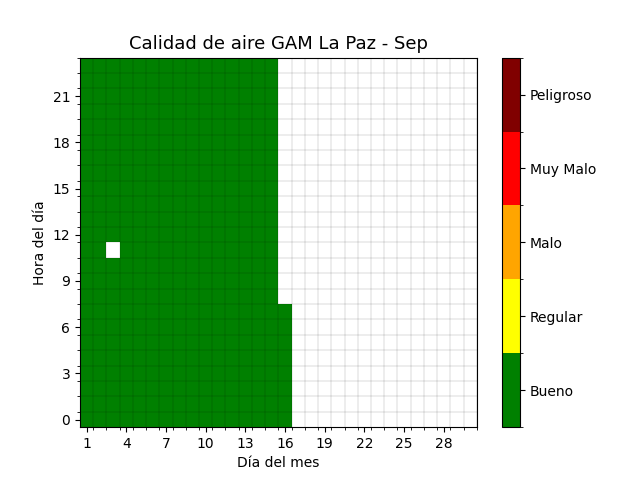 Calidad de aire GAM La Paz - Sep
Hora del día
21
18
15
12
9
6
3
0
1 4 7 10 13 16 19 22 25 28
Día del mes
Peligroso
Muy Malo
Malo
Regular
Bueno